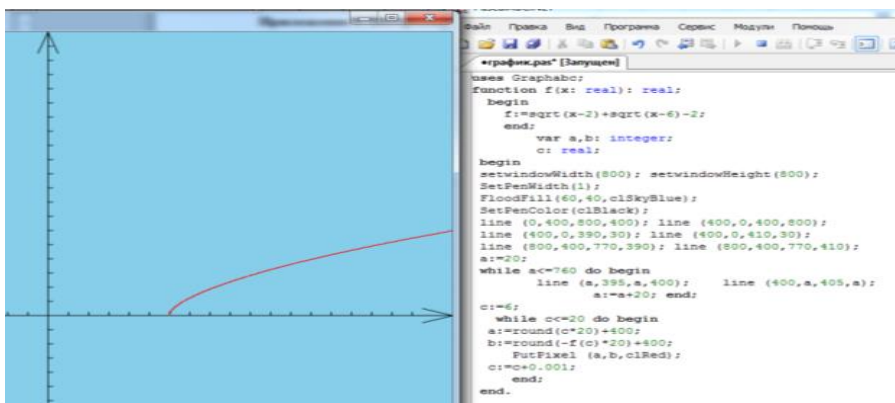 Файл Правка Вид Программа Сервис Модули Помощь
•график.pas* [Запущен]
uses Graphabc;
function f(x: real): real;
begin
f:=sqrt(x-2)+sqrt(x-6)-2;
end;
var a,b: integer;
c: real;
begin
setwindowWidth(800); setwindowHeight(800);
SetPenWidth(1);
FloodFill(60,40,clSkyBlue);
SetPenColor(clBlack);
line (0,400,800,400); line (400,0,400,800);
line (400,0,390,30); line (400,0,410,30);
line (800,400,770,390); line (800,400,770,410);
a:=20;
while a<=760 do begin
line (a,395,a,400); line (400,a,405,a);
a:=a+20; end;
c:=6;
while c<=20 do begin
a:=round(c*20)+400;
b:=round(-f(c)*20)+400;
PutPixel (a,b,clRed);
c:=c+0.001;
end;
end.